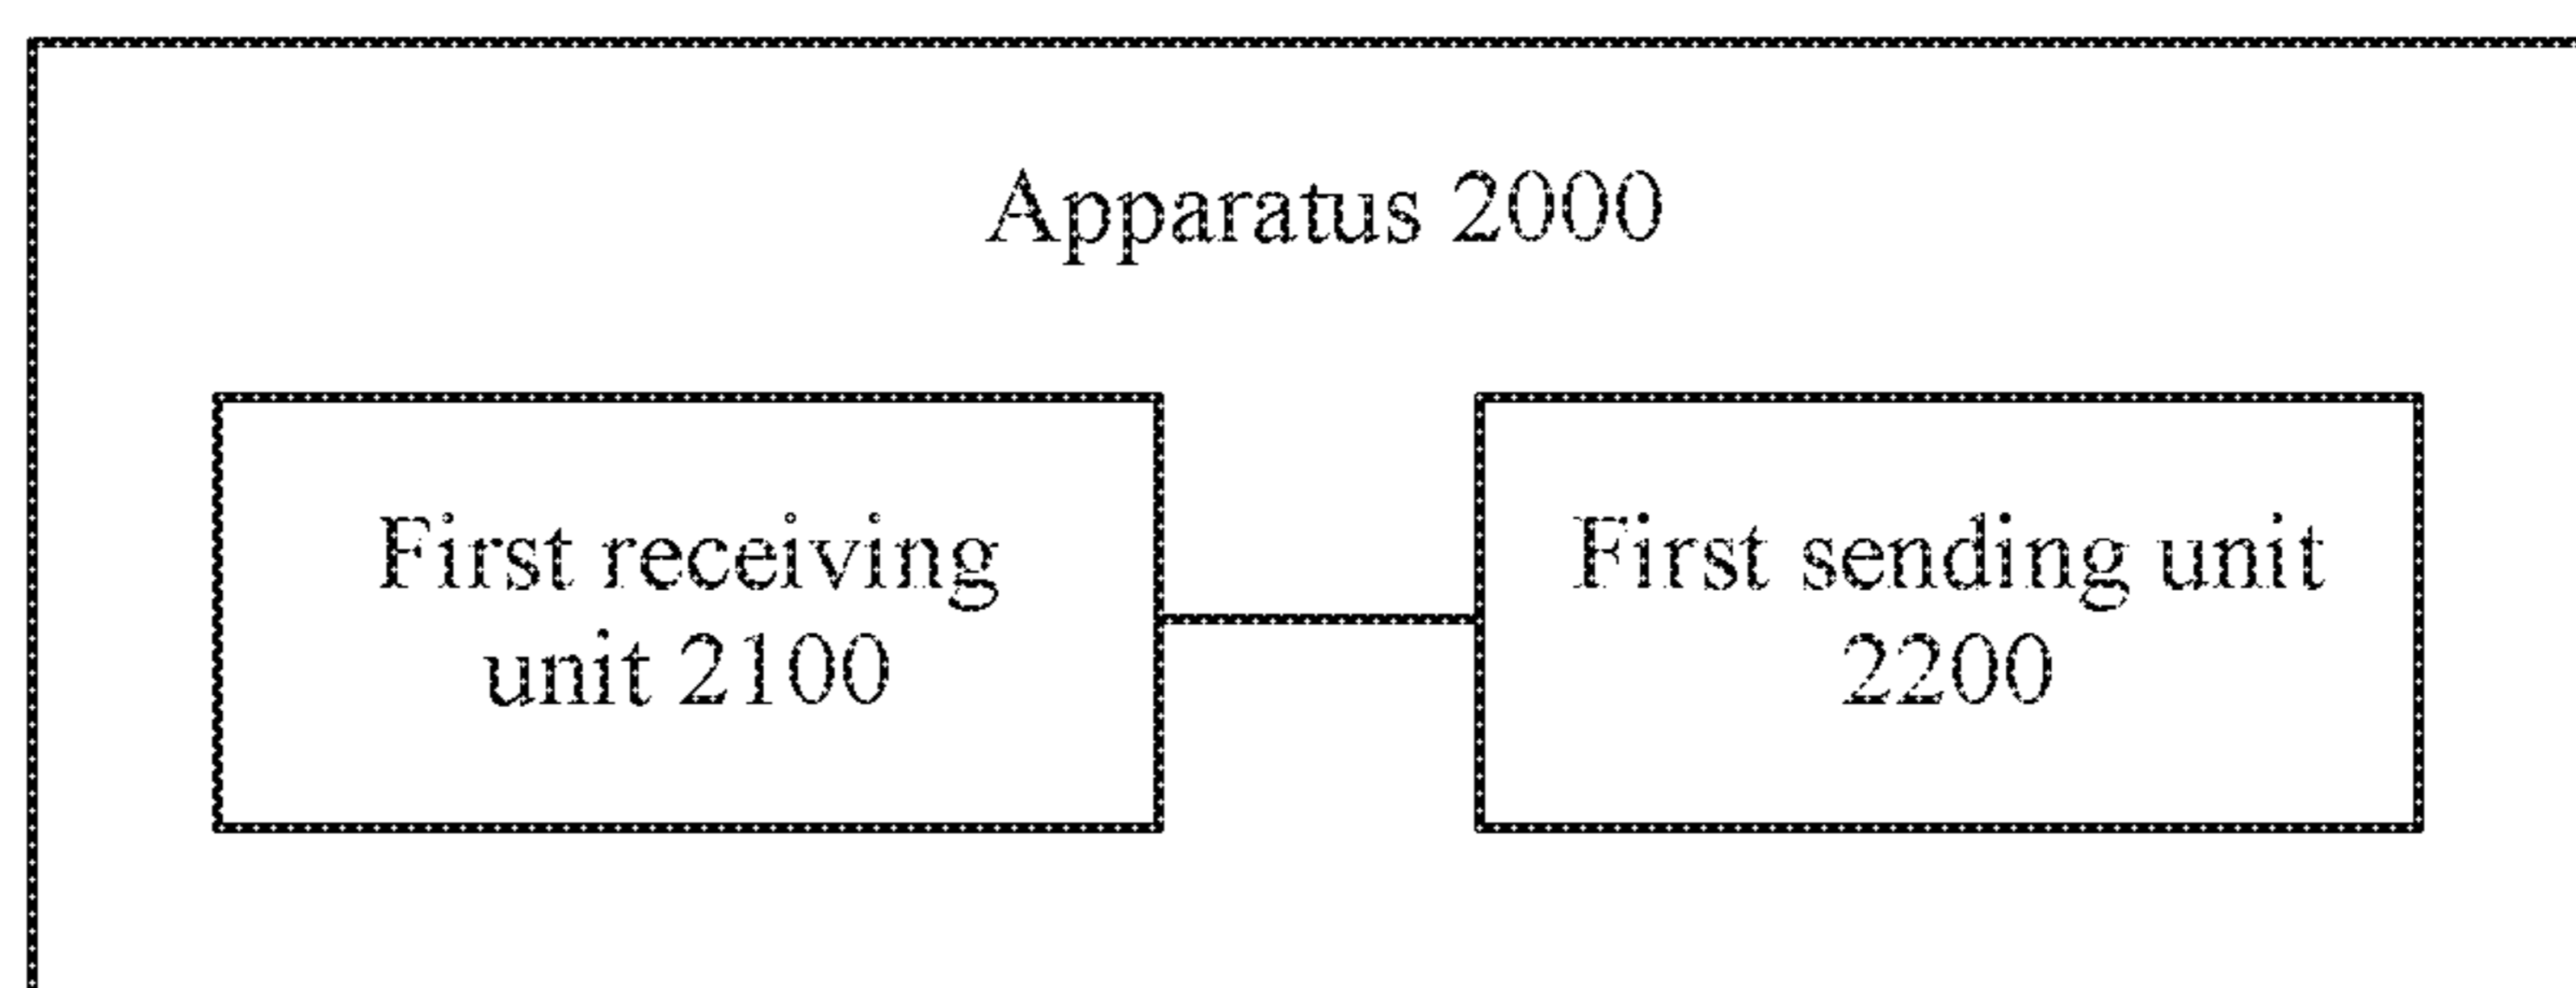 Apparatus 2000
First receiving
unit 2100
First sending unit
2200